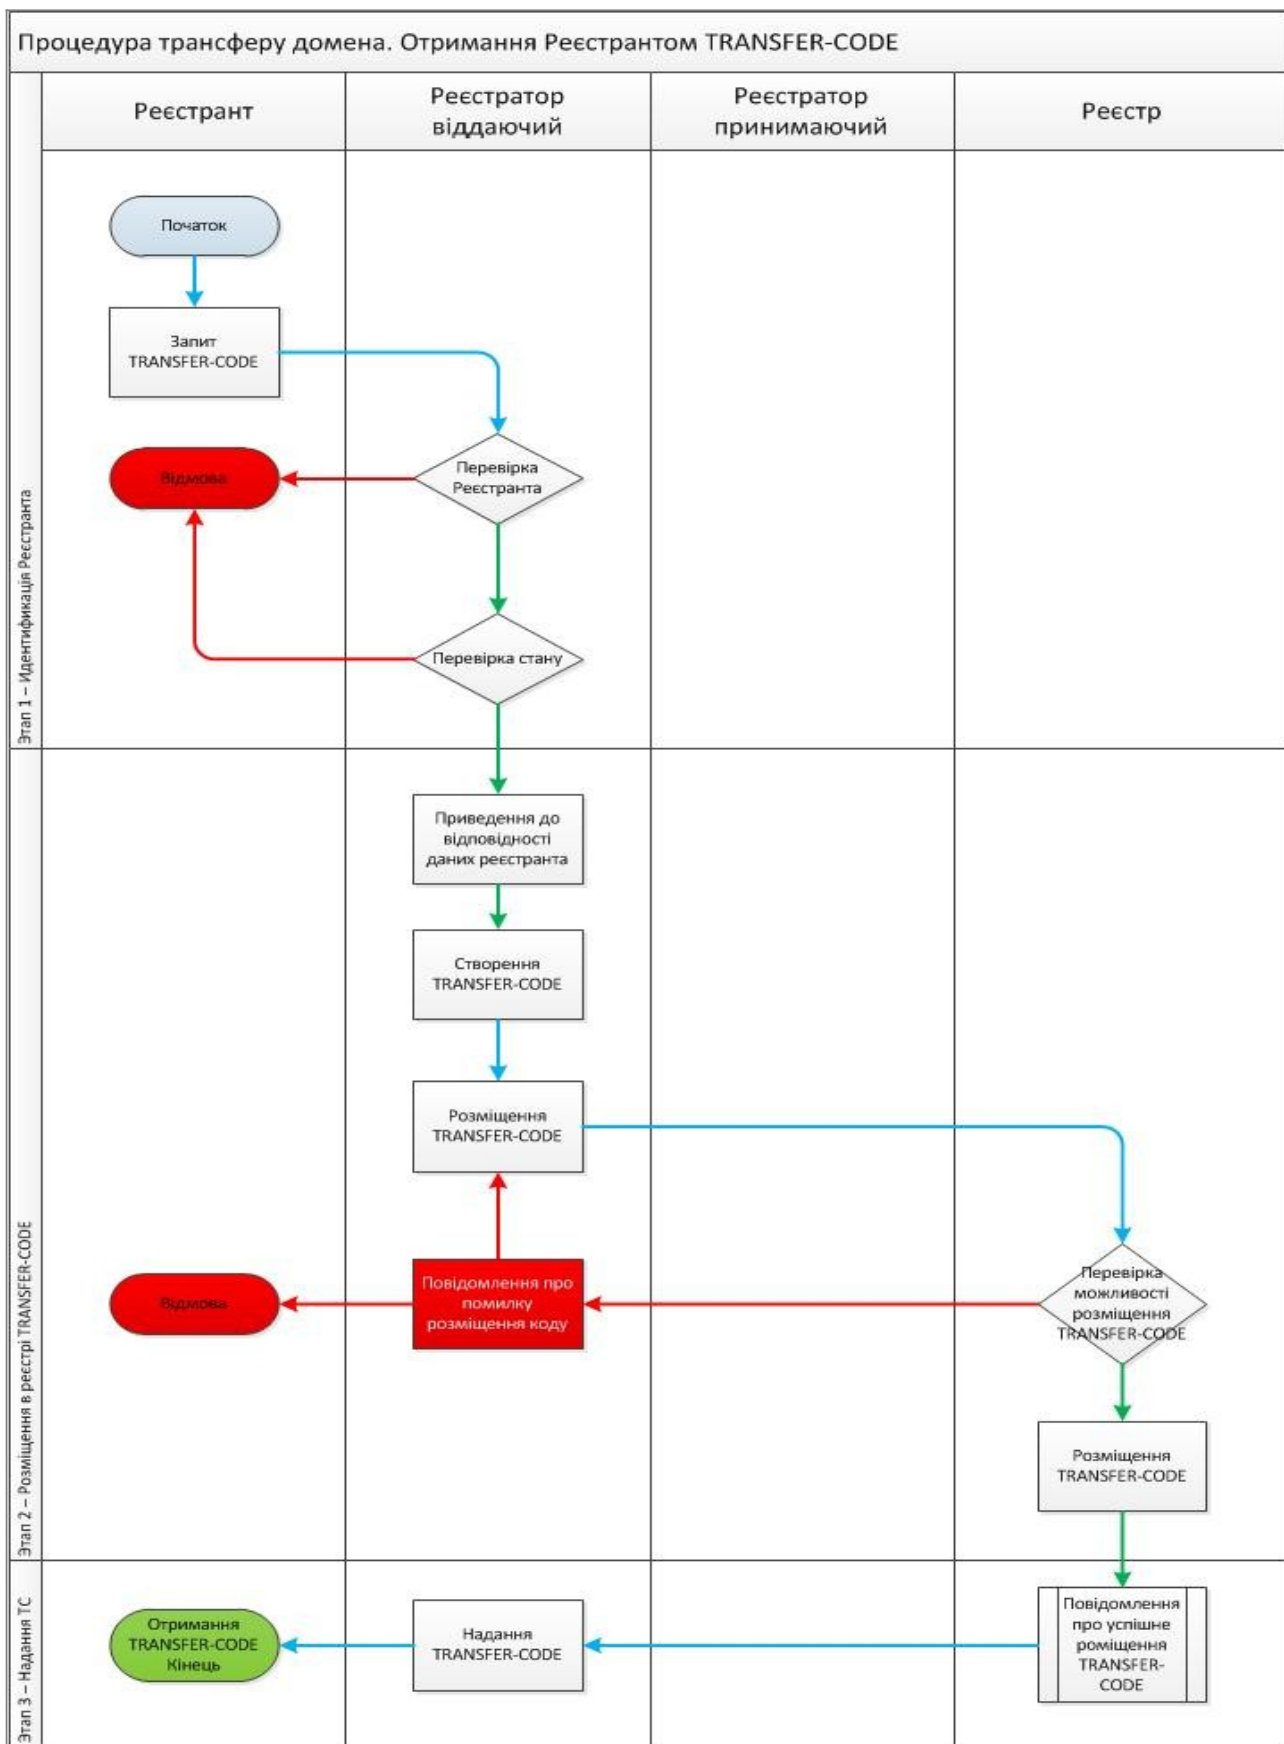 Процедура трансферу домена. Отримання Реєстрантом TRANSFER-CODE
Реєстрант
Реєстратор
віддаючий
Реєстратор
принимаючий
Реєстр
Этап 1 – Идентификація Реєстранта
Початок
Запит
TRANSFER-CODE
Відмова
Перевірка
Реєстранта
Перевірка стану
Этап 2 – Розміщення в реєстрі TRANSFER-CODE
Приведення до
відповідності
даних реєстранта
Створення
TRANSFER-CODE
Розміщення
TRANSFER-CODE
Відмова
Повідомлення про
помилку
розміщення коду
Перевірка
можливості
розміщення
TRANSFER-CODE
Розміщення
TRANSFER-CODE
Этап 3 – Надання ТС
Отримання
TRANSFER-CODE
Кінець
Надання
TRANSFER-CODE
Повідомлення
про успішне
роміщення
TRANSFER-
CODE